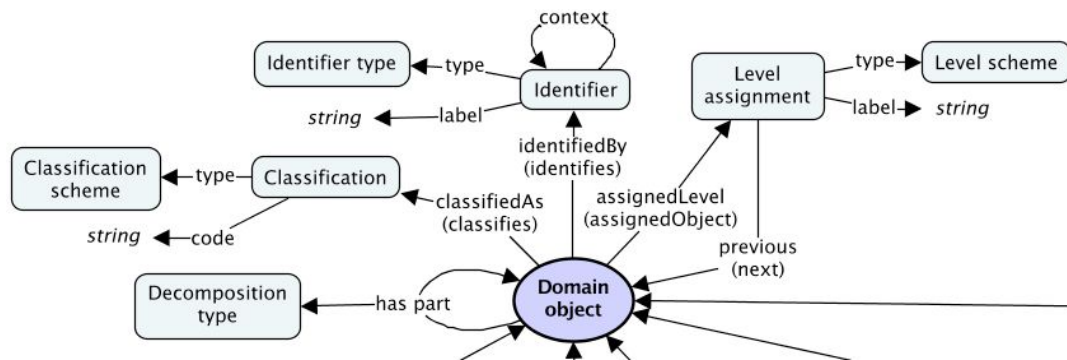 context
Identifier type
type
Identifier
string
label
Level
assignment
type
Level scheme
label
string
identifiedBy
(identifies)
Classification
scheme
type
Classification
classifiedAs
(classifies)
assignedLevel
(assignedObject)
string
code
previous
(next)
Decomposition
type
has part
Domain
object